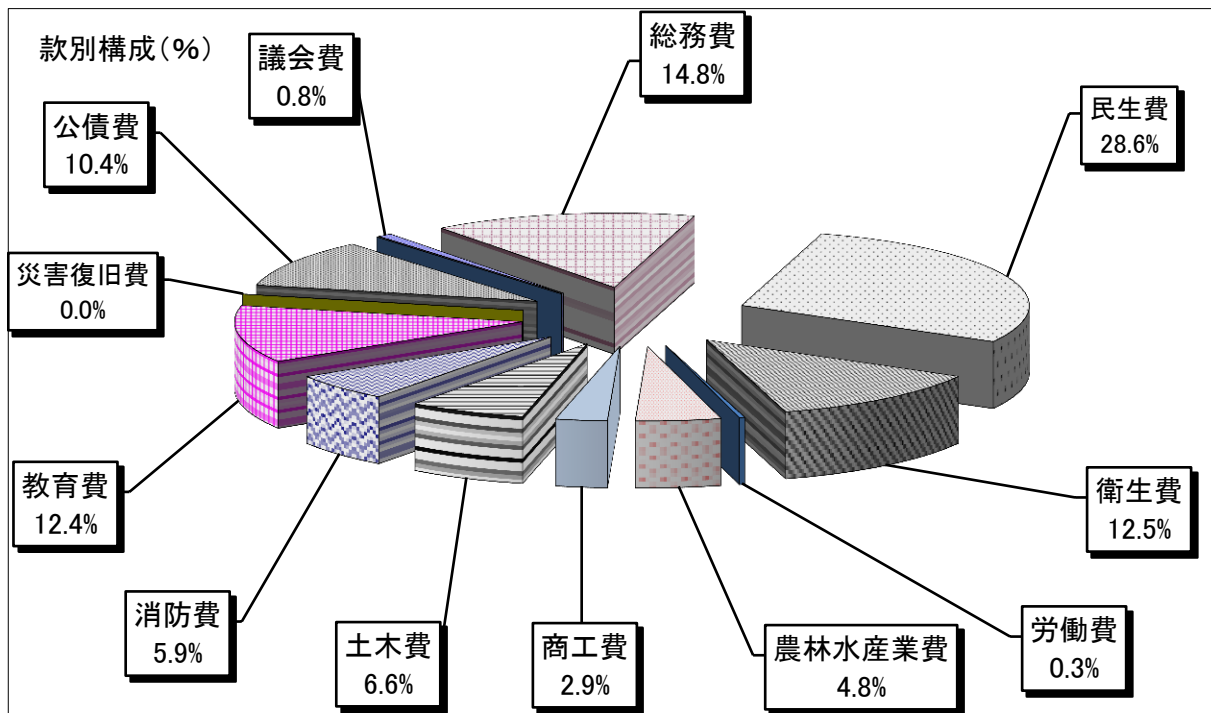 款別構成(%)
議会費
0.8%
総務費
14.8%
民生費
28.6%
衛生費
12.5%
労働費
0.3%
農林水産業費
4.8%
商工費
2.9%
土木費
6.6%
消防費
5.9%
教育費
12.4%
災害復旧費
0.0%
公債費
10.4%